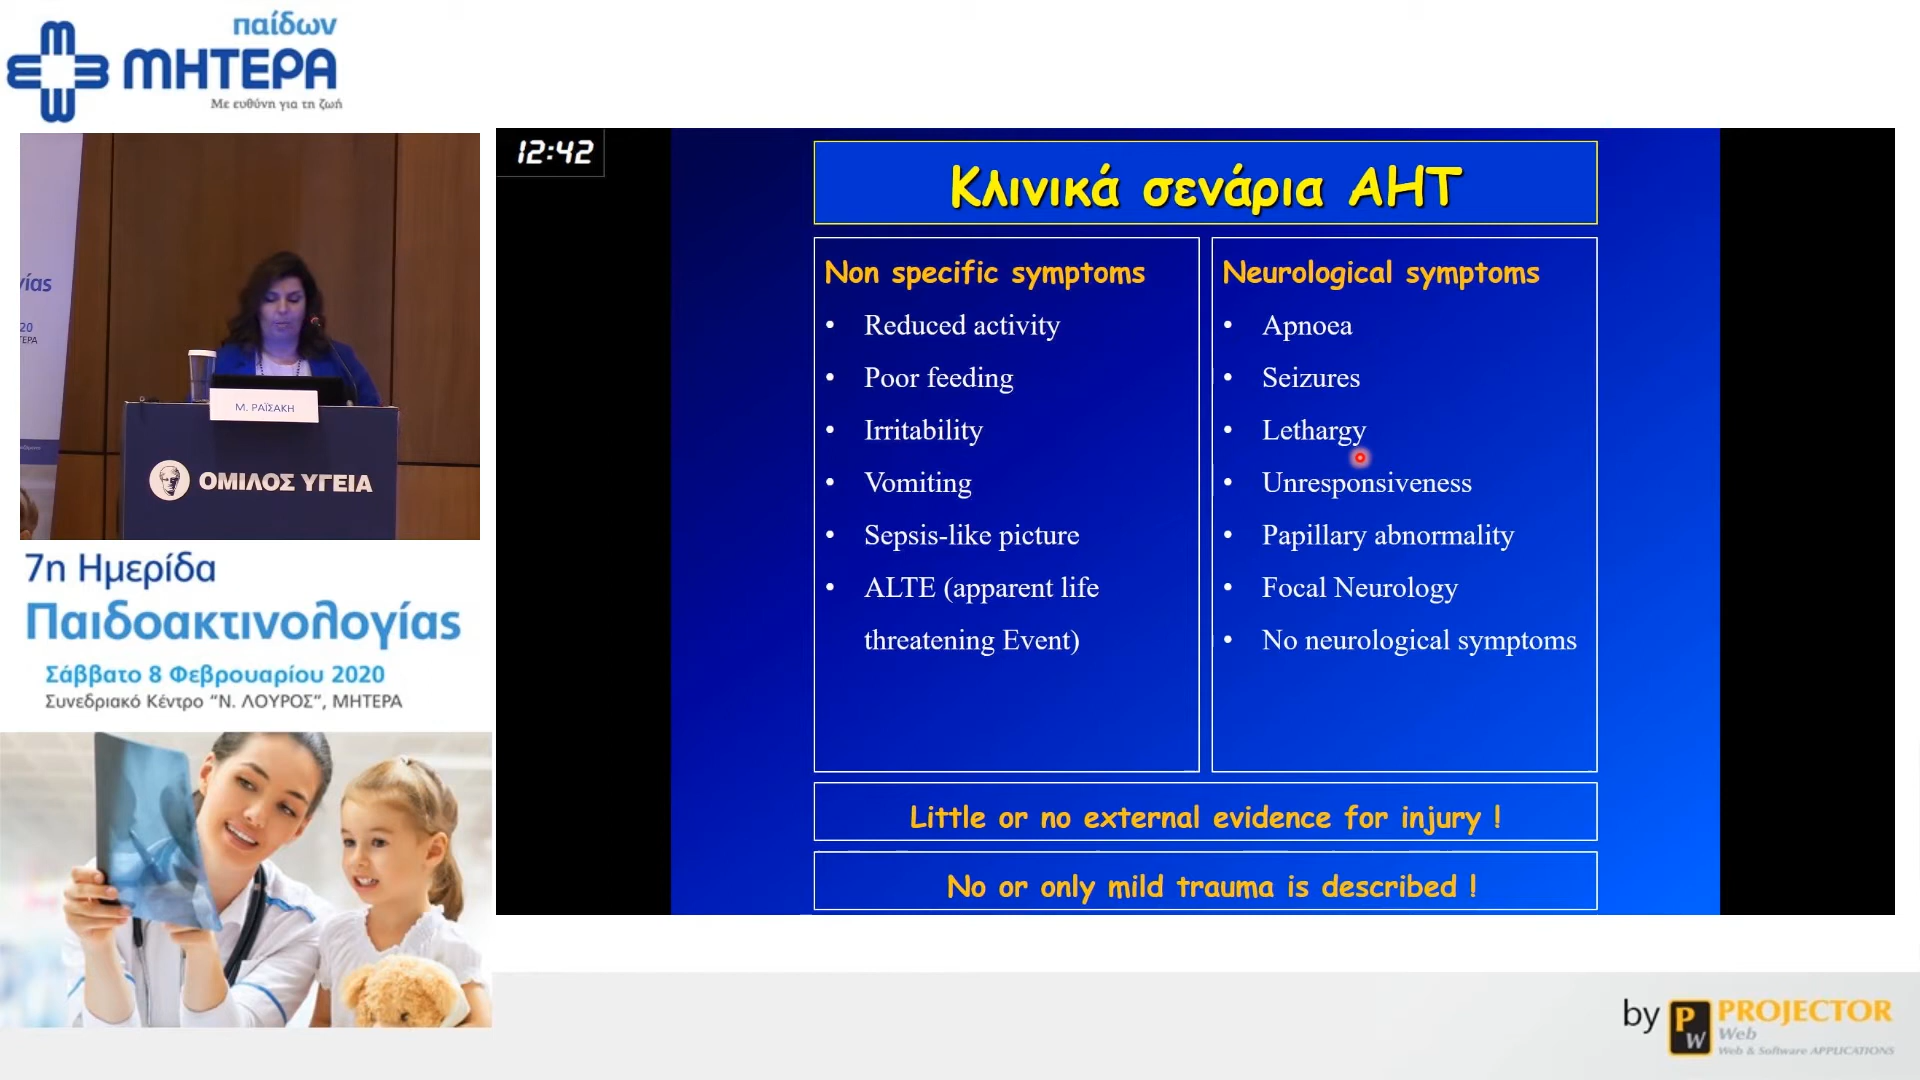 παίδων
ΜΗΤΕΡΑ
Με ευθύνη για τη ζωή
γίας
20
ΤΕΡΑ
Μ. ΡΑΪΣΑΚΗ
ΟΜΙΛΟΣ ΥΓΕΙΑ
7η Ημερίδα
Παιδοακτινολογίας
Σάββατο 8 Φεβρουαρίου 2020
Συνεδριακό Κέντρο “Ν. ΛΟΥΡΟΣ”, ΜΗΤΕΡΑ
12:42
Κλινικά σενάρια AHT
Non specific symptoms
• Reduced activity
• Poor feeding
• Irritability
• Vomiting
• Sepsis-like picture
• ALTE (apparent life
threatening Event)
Neurological symptoms
• Apnoea
• Seizures
• Lethargy
• Unresponsiveness
• Papillary abnormality
• Focal Neurology
• No neurological symptoms
Little or no external evidence for injury !
No or only mild trauma is described !
by PW PROJECTOR
Web
Web & Software APPLICATIONS